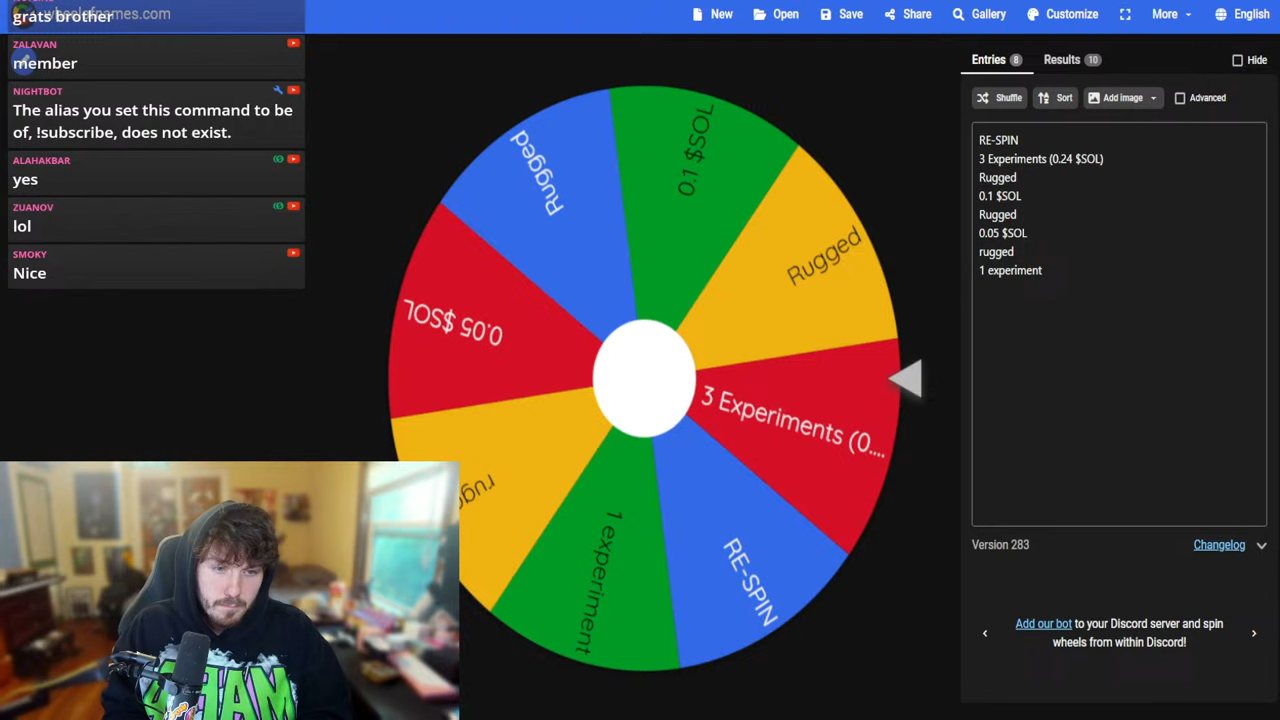 grats brother
wheelofnames.com
New
Open
Save
Share
Gallery
Customize
More
English
ZALAVAN
member
NIGHTBOT
The alias you set this command to be
of, !subscribe, does not exist.
ALAHAKBAR
yes
ZUANOV
lol
SMOKY
Nice
0.1 $SOL
Rugged
3 Experiments (0....
RE-SPIN
1 experiment
0.05 $SOL
Rugged
Entries 8
Results 10
Hide
Shuffle
Sort
Add image
Advanced
RE-SPIN
3 Experiments (0.24 $SOL)
Rugged
0.1 $SOL
Rugged
0.05 $SOL
rugged
1 experiment
Version 283
Changelog
Add our bot to your Discord server and spin
wheels from within Discord!